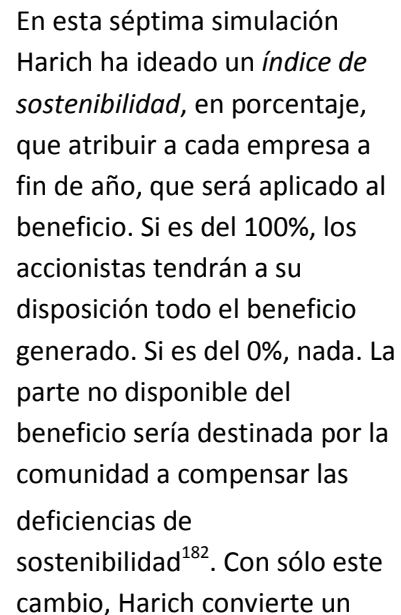 En esta séptima simulación
Harich ha ideado un índice de
sostenibilidad, en porcentaje,
que atribuir a cada empresa a
fin de año, que será aplicado al
beneficio. Si es del 100%, los
accionistas tendrán a su
disposición todo el beneficio
generado. Si es del 0%, nada. La
parte no disponible del
beneficio sería destinada por la
comunidad a compensar las
deficiencias de
sostenibilidad182. Con sólo este
cambio, Harich convierte un